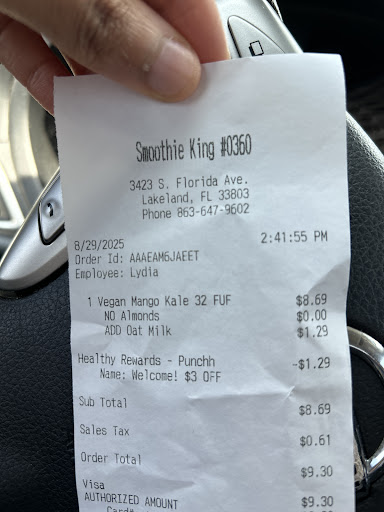 Smoothie King #0360
3423 S. Florida Ave.
Lakeland, FL 33803
Phone 863-647-9602
8/29/2025 2:41:55 PM
Order Id: AAAEAM6JAEET
Employee: Lydia
1 Vegan Mango Kale 32 FUF $8.69
NO Almonds $0.00
ADD Oat Milk $1.29
Healthy Rewards - Punchh -$1.29
Name: Welcome! $3 OFF
Sub Total $8.69
Sales Tax $0.61
Order Total $9.30
Visa
AUTHORIZED AMOUNT $9.30